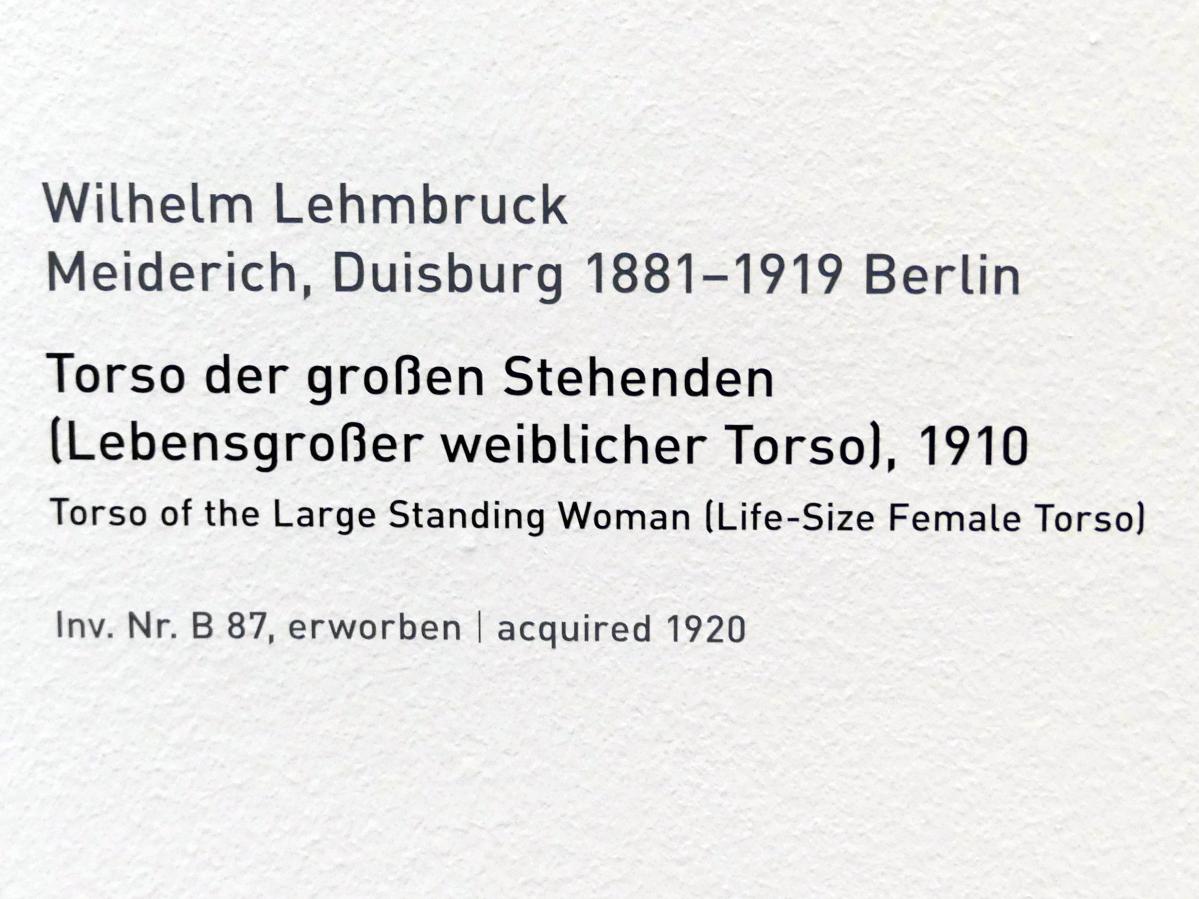 Wilhelm Lehmbruck
Meiderich, Duisburg 1881–1919 Berlin
Torso der großen Stehenden
(Lebensgroßer weiblicher Torso), 1910
Torso of the Large Standing Woman (Life-Size Female Torso)
Inv. Nr. B 87, erworben | acquired 1920